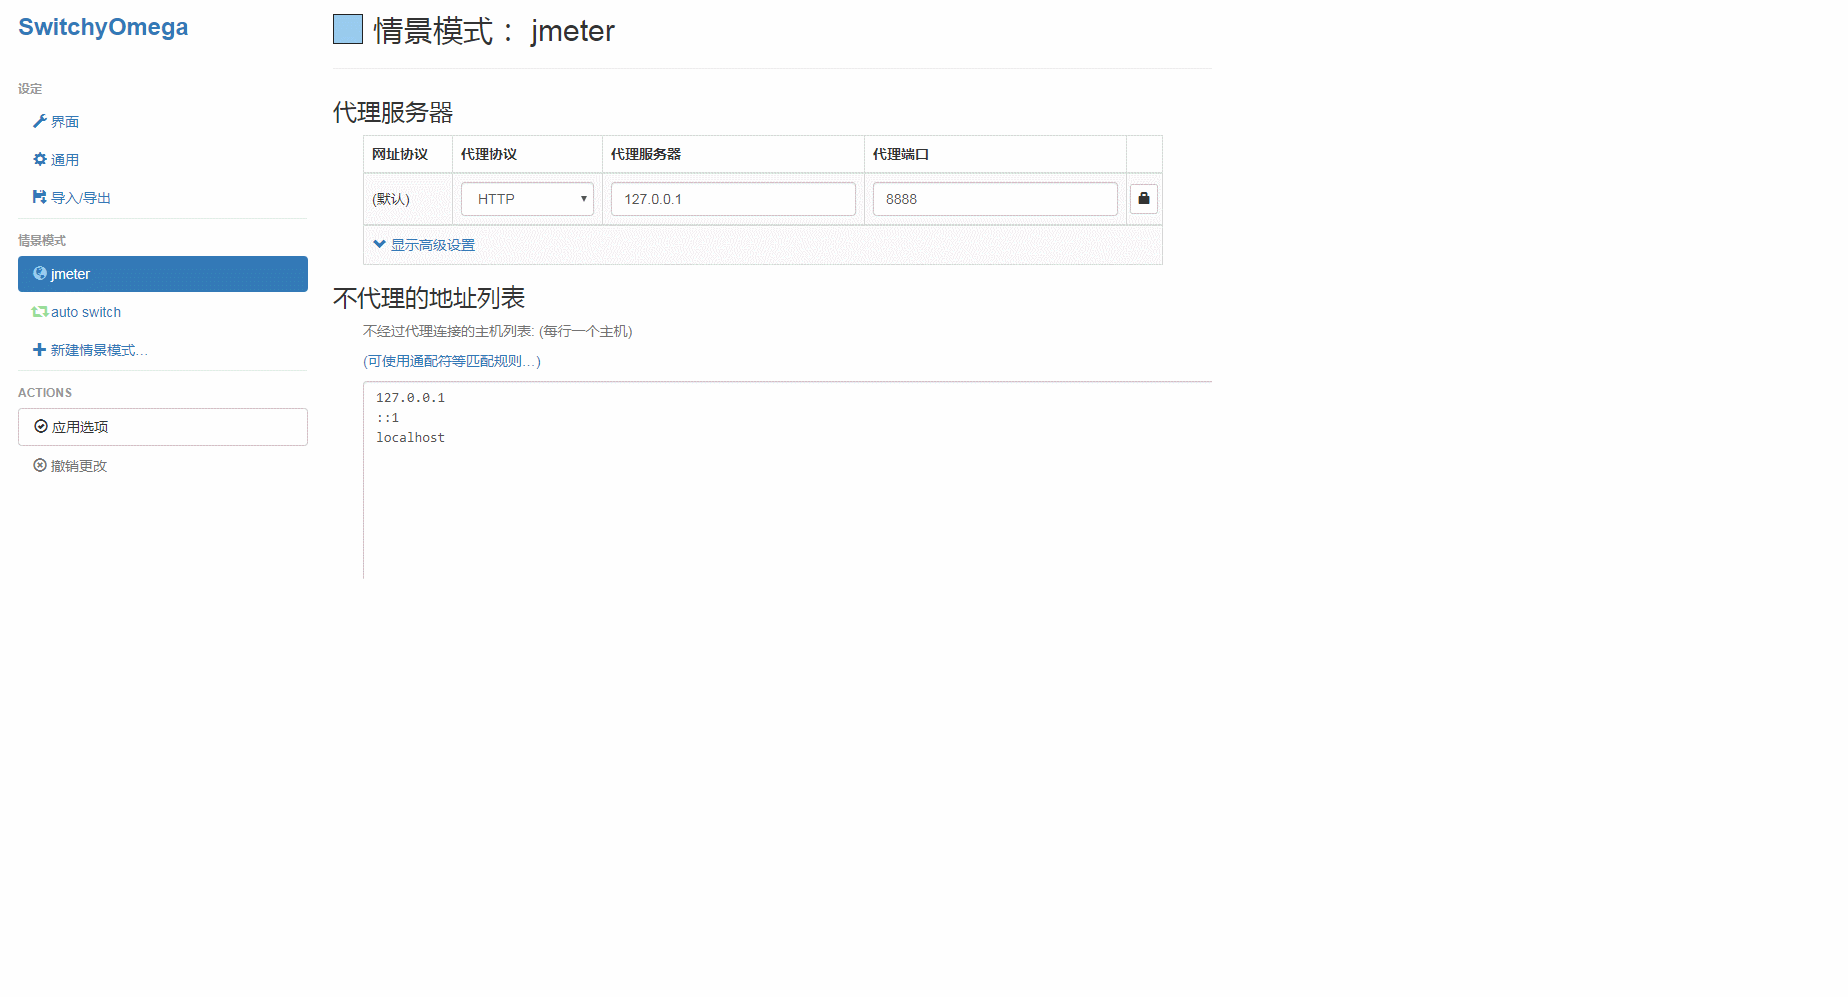 SwitchyOmega
设定
界面
通用
导入/导出
情景模式
jmeter
auto switch
新建情景模式…
ACTIONS
应用选项
撤销更改
情景模式： jmeter
代理服务器
网址协议 代理协议 代理服务器 代理端口
(默认) HTTP 127.0.0.1 8888
显示高级设置
不代理的地址列表
不经过代理连接的主机列表: (每行一个主机)
(可使用通配符等匹配规则…)
127.0.0.1
::1
localhost